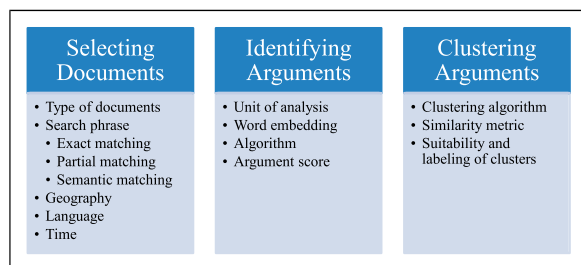 Selecting
Documents
• Type of documents
• Search phrase
• Exact matching
• Partial matching
• Semantic matching
• Geography
• Language
• Time
Identifying
Arguments
• Unit of analysis
• Word embedding
• Algorithm
• Argument score
Clustering
Arguments
• Clustering algorithm
• Similarity metric
• Suitability and
labeling of clusters